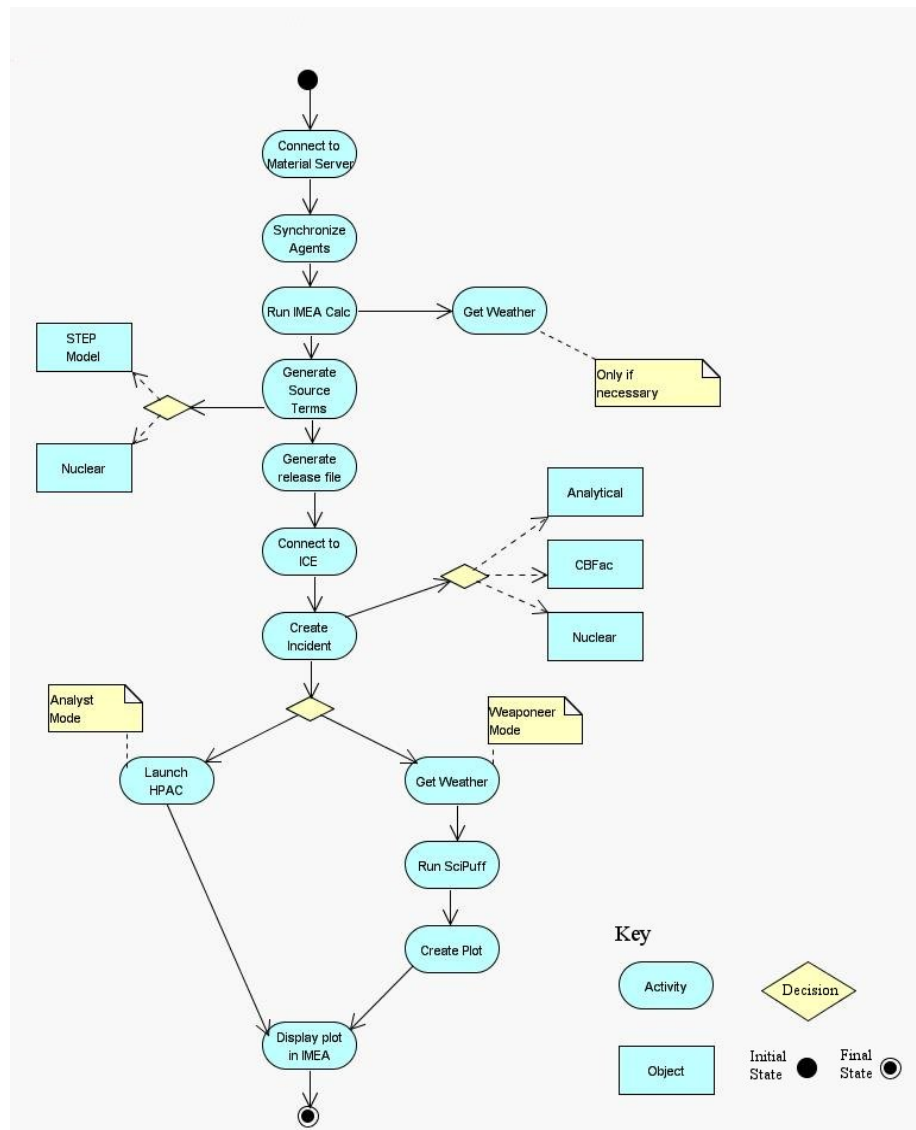 Connect to
Material Server
Synchronize
Agents
Run IMEA Calc
Get Weather
STEP
Model
Generate
Source
Terms
Only if
necessary
Nuclear
Generate
release file
Analytical
Connect to
ICE
CBFac
Create
Incident
Nuclear
Analyst
Mode
Weaponeer
Mode
Launch
HPAC
Get Weather
Run SciPuff
Create Plot
Display plot
in IMEA
Key
Activity
Decision
Object
Initial
State
Final
State